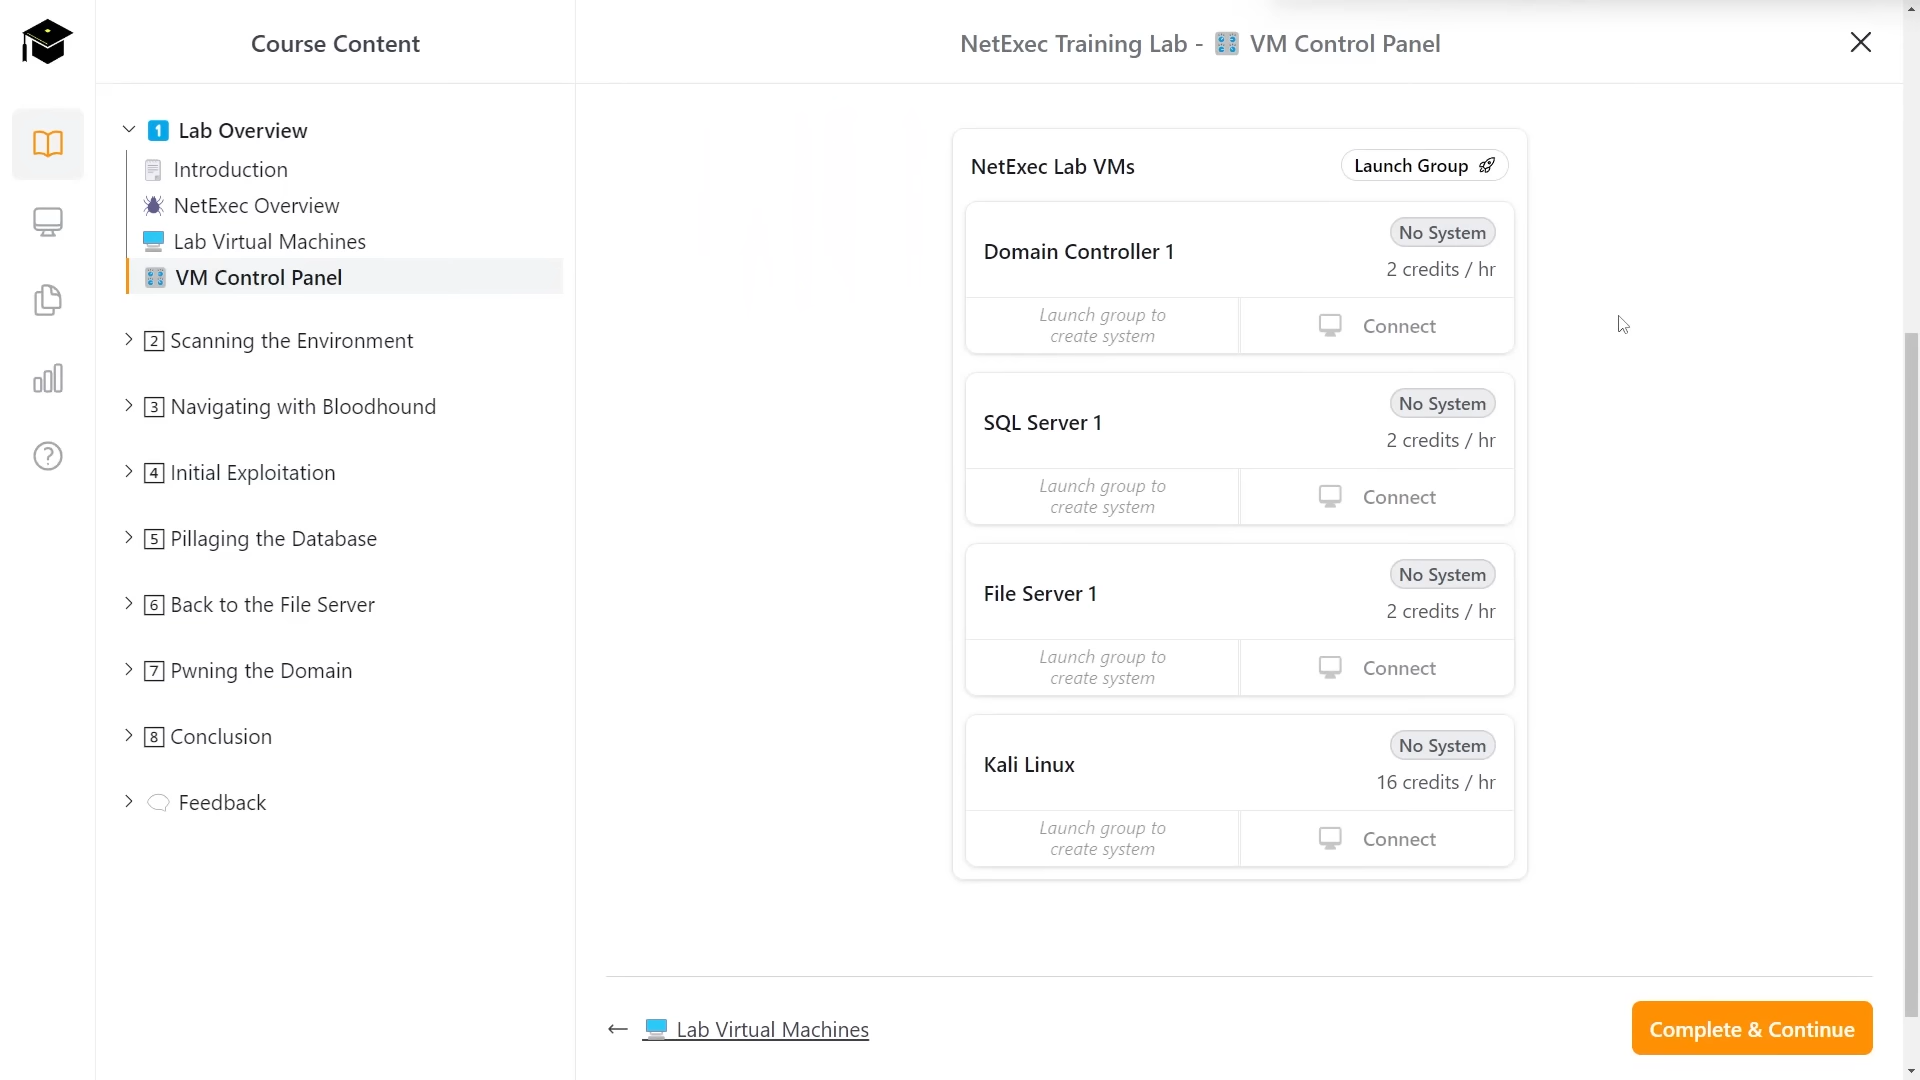 Course Content
NetExec Training Lab - VM Control Panel
1 Lab Overview
Introduction
NetExec Overview
Lab Virtual Machines
VM Control Panel
2 Scanning the Environment
3 Navigating with Bloodhound
4 Initial Exploitation
5 Pillaging the Database
6 Back to the File Server
7 Pwning the Domain
8 Conclusion
Feedback
NetExec Lab VMs
Launch Group
Domain Controller 1
No System
2 credits / hr
Launch group to
create system
Connect
SQL Server 1
No System
2 credits / hr
Launch group to
create system
Connect
File Server 1
No System
2 credits / hr
Launch group to
create system
Connect
Kali Linux
No System
16 credits / hr
Launch group to
create system
Connect
← Lab Virtual Machines
Complete & Continue